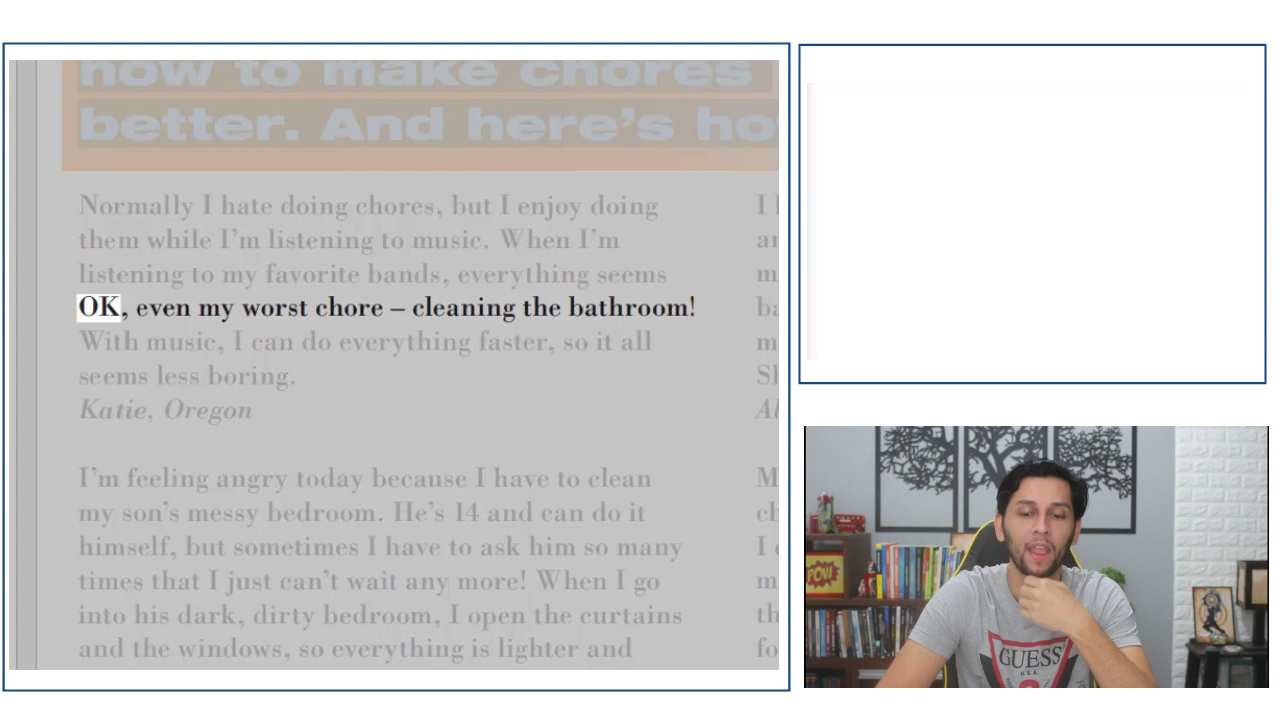 how to make chores
better. And here's ho
Normally I hate doing chores, but I enjoy doing
them while I'm listening to music. When I'm
listening to my favorite bands, everything seems
OK, even my worst chore – cleaning the bathroom!
With music, I can do everything faster, so it all
seems less boring.
Katie, Oregon
I'm feeling angry today because I have to clean
my son's messy bedroom. He's 14 and can do it
himself, but sometimes I have to ask him so many
times that I just can't wait any more! When I go
into his dark, dirty bedroom, I open the curtains
and the windows, so everything is lighter and
I
POW
GUESS
U.S.A.